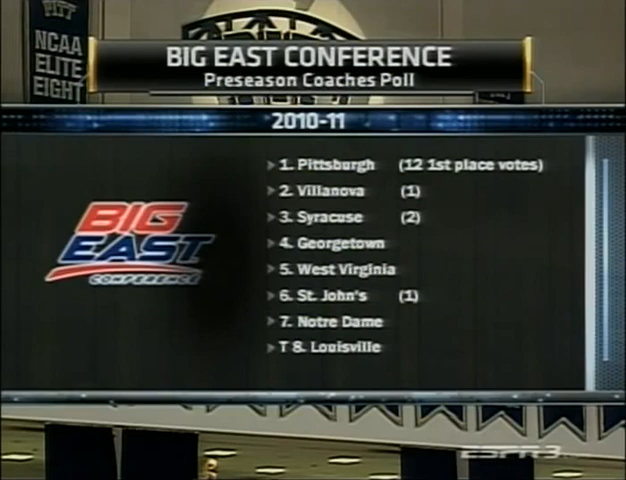 PITT
NCAA
ELITE
EIGHT
BIG EAST CONFERENCE
Preseason Coaches Poll
2010-11
1. Pittsburgh (12 1st place votes)
2. Villanova (1)
3. Syracuse (2)
4. Georgetown
5. West Virginia
6. St. John's (1)
7. Notre Dame
T 8. Louisville
BIG
EAST
CONFERENCE
ESPN3